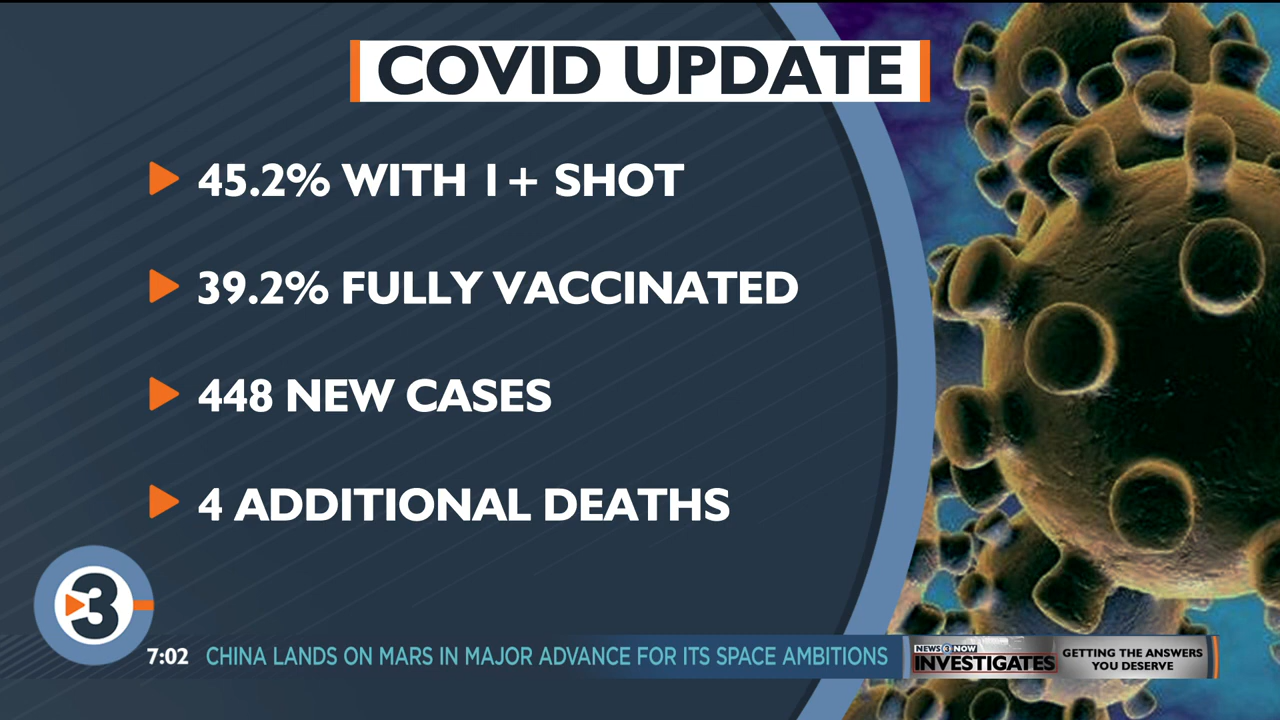 COVID UPDATE
45.2% WITH 1+ SHOT
39.2% FULLY VACCINATED
448 NEW CASES
4 ADDITIONAL DEATHS
3
7:02 CHINA LANDS ON MARS IN MAJOR ADVANCE FOR ITS SPACE AMBITIONS
NEWS 3 NOW
INVESTIGATES
GETTING THE ANSWERS
YOU DESERVE